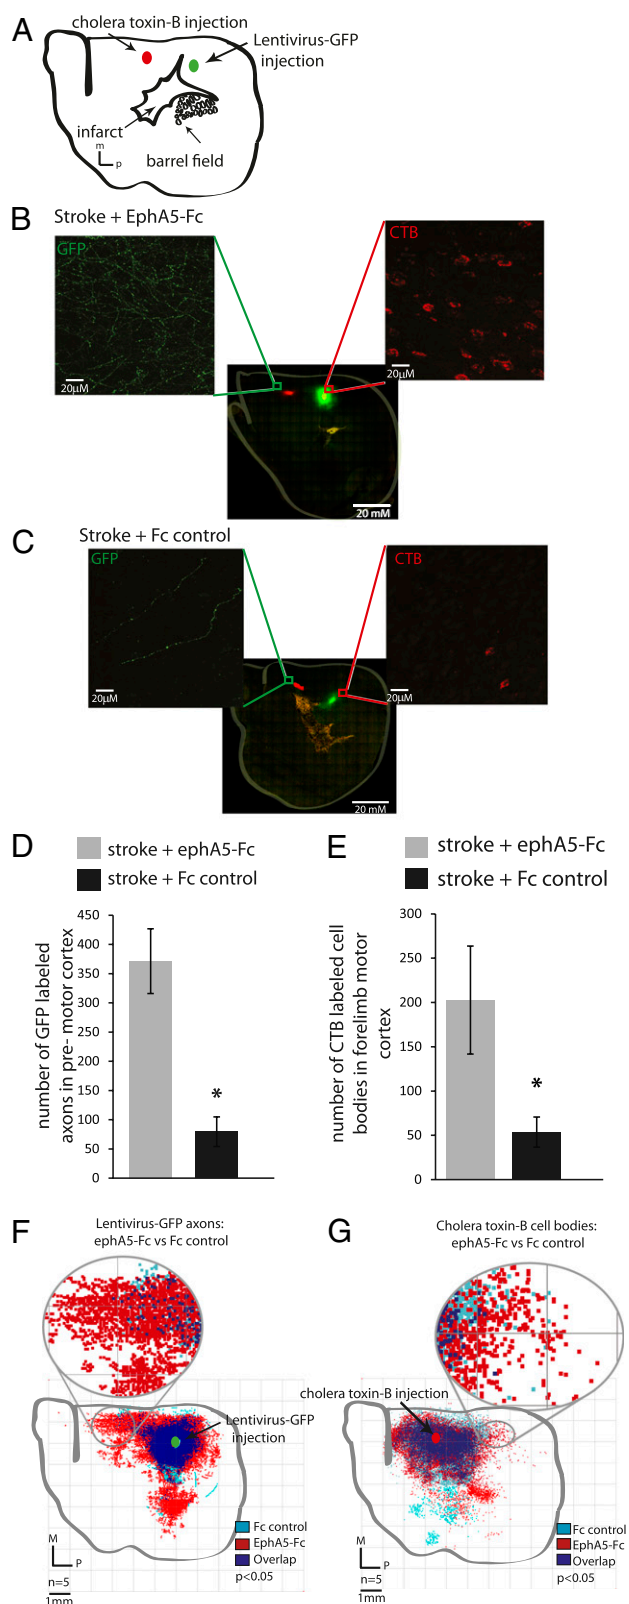 A
cholera toxin-B injection
Lentivirus-GFP
injection
infarct
m
p
barrel field
B
Stroke + EphA5-Fc
GFP
20µM
CTB
20µM
20 mM
C
Stroke + Fc control
GFP
20µM
CTB
20µM
20 mM
D
stroke + ephA5-Fc
stroke + Fc control
number of GFP labeled
axons in pre- motor cortex
450
400
350
300
250
200
150
100
50
0
*
E
stroke + ephA5-Fc
stroke + Fc control
number of CTB labeled cell
bodies in forelimb motor
cortex
300
250
200
150
100
50
0
*
F
Lentivirus-GFP axons:
ephA5-Fc vs Fc control
Lentivirus-GFP
injection
M
P
n=5
1mm
Fc control
EphA5-Fc
Overlap
p<0.05
G
Cholera toxin-B cell bodies:
ephA5-Fc vs Fc control
cholera toxin-B injection
M
P
n=5
1mm
Fc control
EphA5-Fc
Overlap
p<0.05